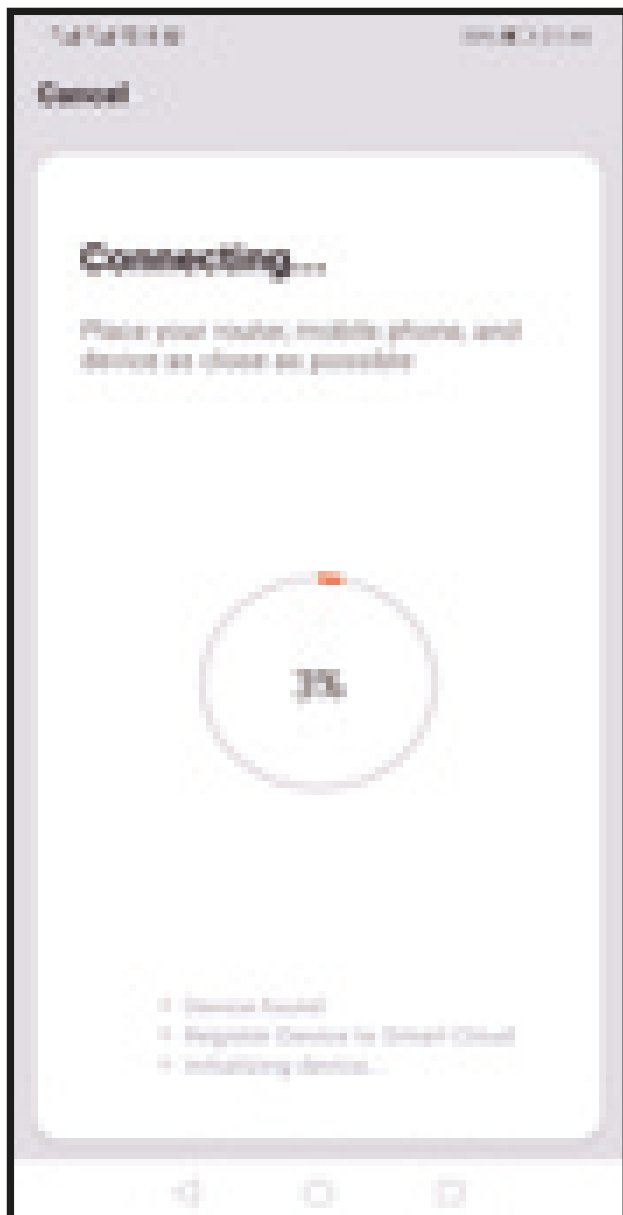 Cancel
Connecting...
Place your router, mobile phone, and
device as close as possible
3%
Device found
Register Device to Smart Cloud
Initializing device...